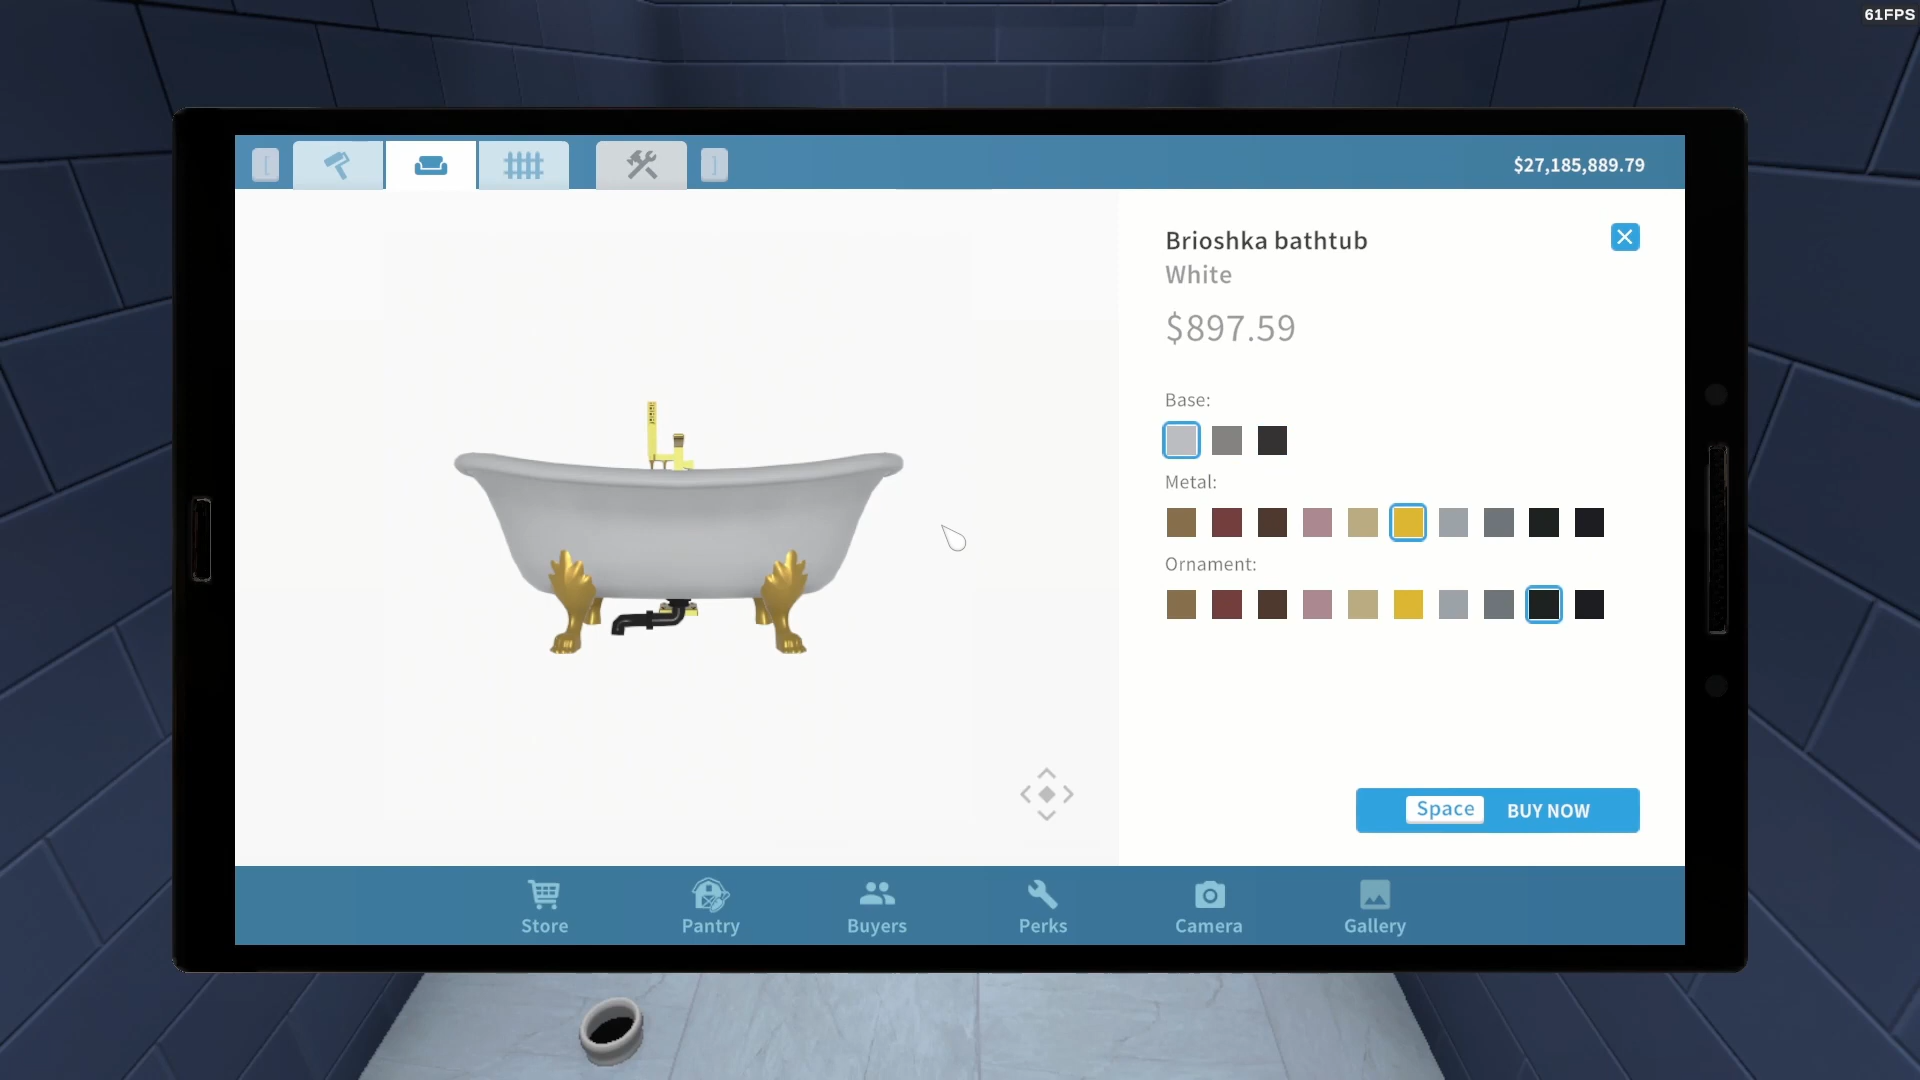 61FPS
[
]
$27,185,889.79
Brioshka bathtub
White
$897.59
Base:
Metal:
Ornament:
Space BUY NOW
Store
Pantry
Buyers
Perks
Camera
Gallery